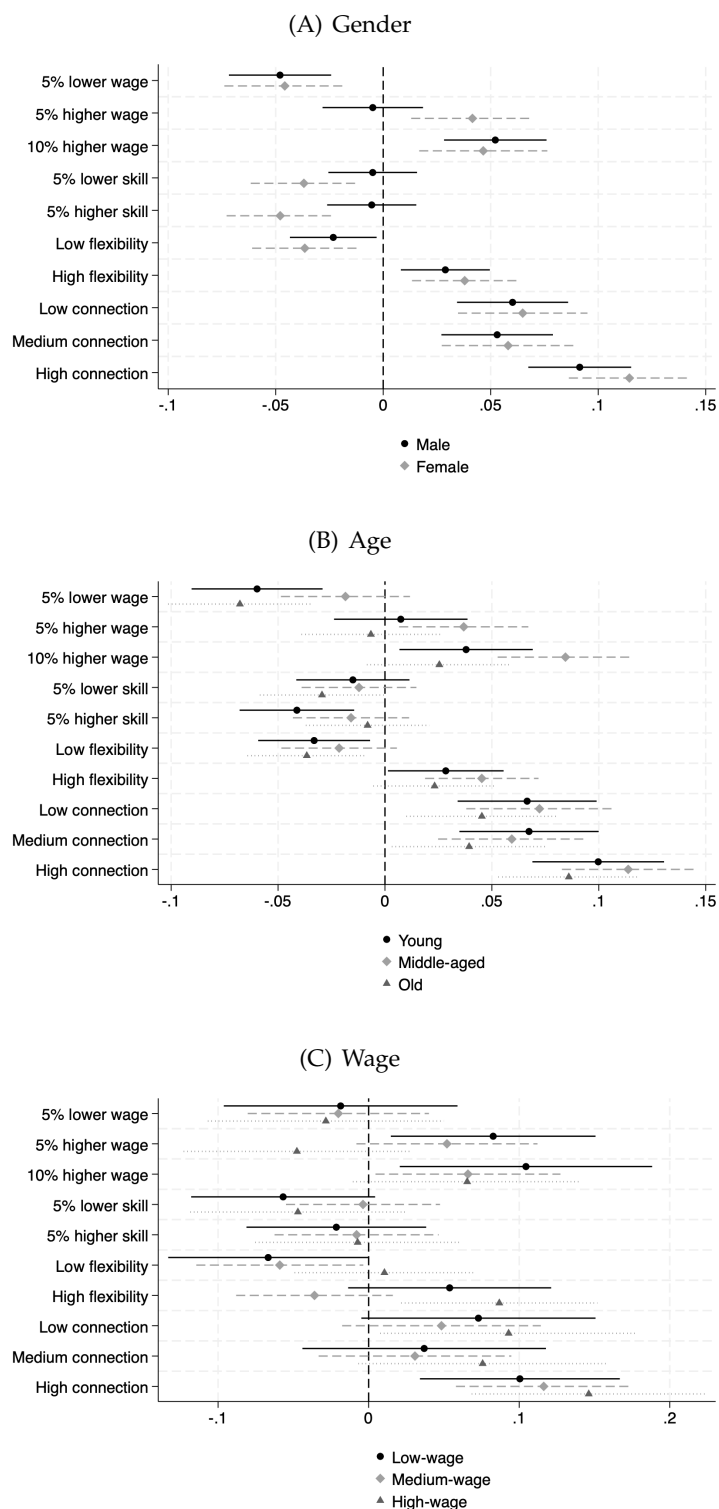 (A) Gender
5% lower wage
5% higher wage
10% higher wage
5% lower skill
5% higher skill
Low flexibility
High flexibility
Low connection
Medium connection
High connection
-.1 -.05 0 .05 .1 .15
Male
Female
(B) Age
5% lower wage
5% higher wage
10% higher wage
5% lower skill
5% higher skill
Low flexibility
High flexibility
Low connection
Medium connection
High connection
-.1 -.05 0 .05 .1 .15
Young
Middle-aged
Old
(C) Wage
5% lower wage
5% higher wage
10% higher wage
5% lower skill
5% higher skill
Low flexibility
High flexibility
Low connection
Medium connection
High connection
-.1 0 .1 .2
Low-wage
Medium-wage
High-wage